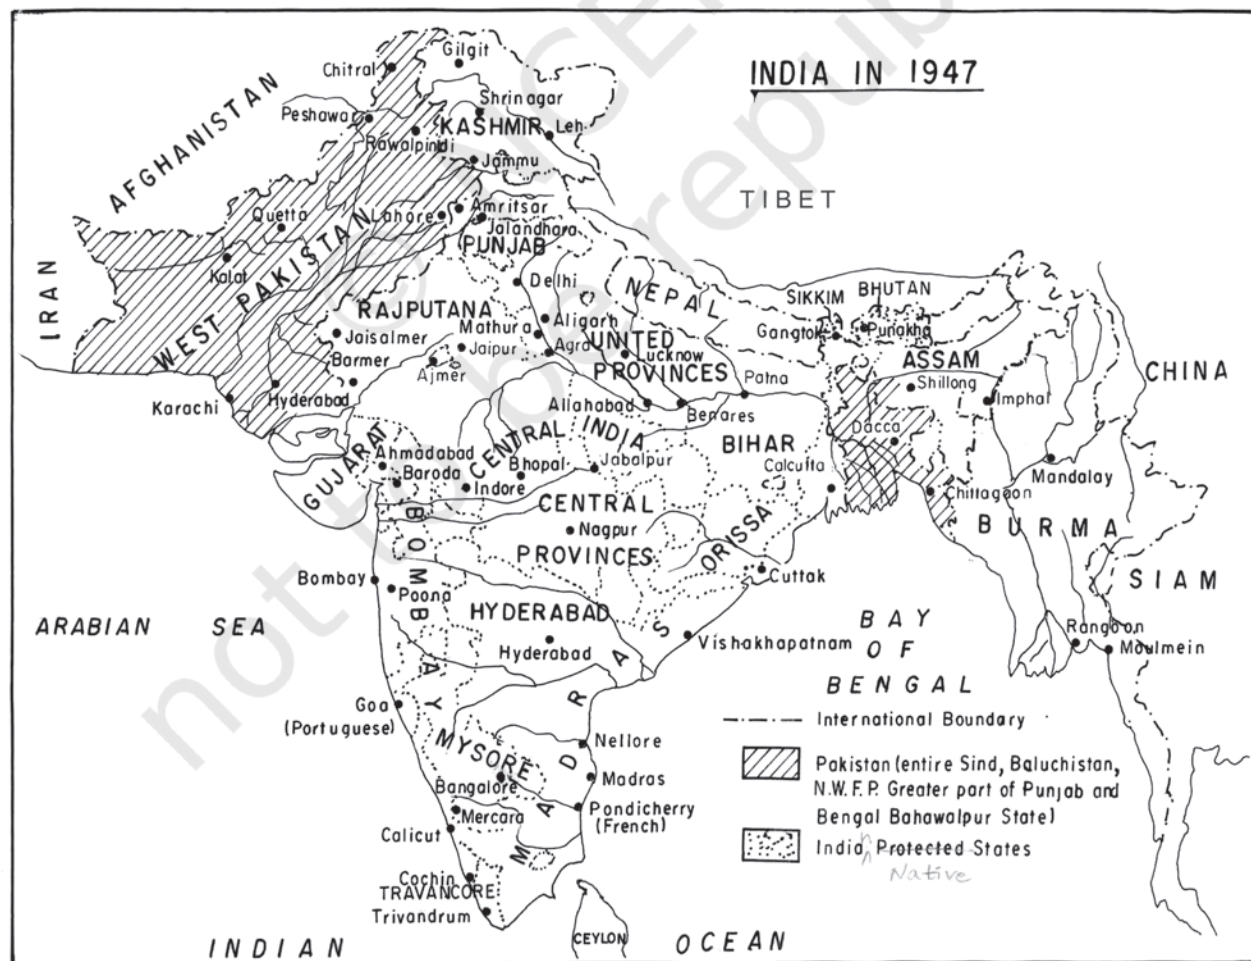 INDIA IN 1947
Gilgit
Chitral
Shrinagar
Peshawar
KASHMIR
Leh
Rawalpindi
Jammu
AFGHANISTAN
TIBET
Quetta
Lahore
Amritsar
Jalandhara
PUNJAB
Kalat
IRAN
WEST PAKISTAN
Delhi
NEPAL
SIKKIM
BHUTAN
RAJPUTANA
Jaisalmer
Mathura
Aligarh
Gangtok
Punakha
Jaipur
Agra
UNITED
Lucknow
PROVINCES
ASSAM
Barmer
Ajmer
Patna
Shillong
CHINA
Karachi
Hyderabad
Allahabad
Benares
Imphal
GUJARAT
CENTRAL INDIA
BIHAR
Dacca
Ahmadabad
Baroda
Bhopal
Jabalpur
Calcutta
Mandalay
Indore
Chittagoon
CENTRAL
Nagpur
PROVINCES
ORISSA
BURMA
Bombay
BOMBAY
Poona
Cuttak
SIAM
HYDERABAD
Hyderabad
Vishakhapatnam
ARABIAN SEA
BAY
OF
BENGAL
Rangoon
Moulmein
Goa
(Portuguese)
MYSORE
MADRAS
Nellore
Bangalore
Madras
Mercara
Pondicherry
(French)
Calicut
Cochin
TRAVANCORE
Trivandrum
CEYLON
INDIAN OCEAN
International Boundary
Pakistan (entire Sind, Baluchistan,
N.W.F.P. Greater part of Punjab and
Bengal Bahawalpur State)
India n Protected States
Native
not to be republ
© NCE